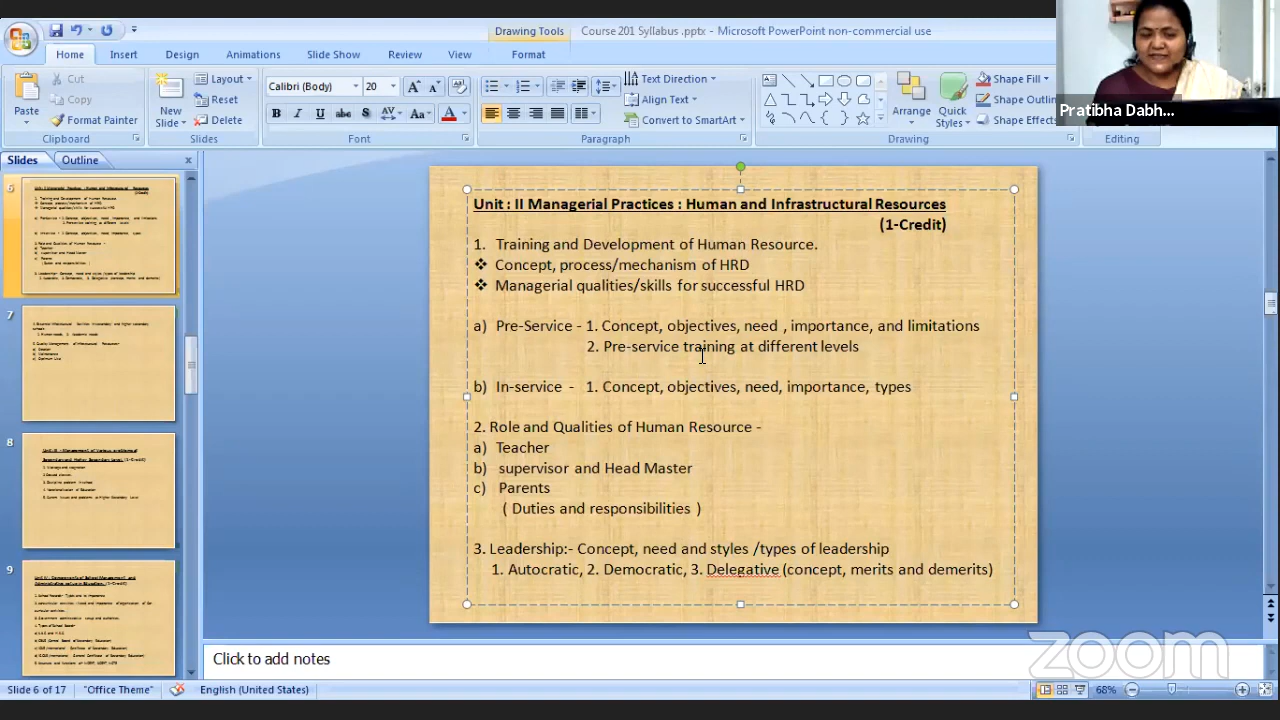 Drawing Tools
Course 201 Syllabus .pptx - Microsoft PowerPoint non-commercial use
Home Insert Design Animations Slide Show Review View Format
Cut
Copy
Format Painter
Paste
Clipboard
New Slide
Layout
Reset
Delete
Slides
Calibri (Body) 20
Font
Paragraph
Text Direction
Align Text
Convert to SmartArt
Arrange
Quick Styles
Shape Fill
Shape Outlin
Shape Effects
Drawing
Editing
Pratibha Dabh...
Slides Outline
6
7
8
9
Unit : II Managerial Practices : Human and Infrastructural Resources
(1-Credit)
1. Training and Development of Human Resource.
❖ Concept, process/mechanism of HRD
❖ Managerial qualities/skills for successful HRD
a) Pre-Service - 1. Concept, objectives, need , importance, and limitations
2. Pre-service training at different levels
b) In-service - 1. Concept, objectives, need, importance, types
2. Role and Qualities of Human Resource -
a) Teacher
b) supervisor and Head Master
c) Parents
( Duties and responsibilities )
3. Leadership:- Concept, need and styles /types of leadership
1. Autocratic, 2. Democratic, 3. Delegative (concept, merits and demerits)
Click to add notes
zoom
Slide 6 of 17 "Office Theme" English (United States) 68%